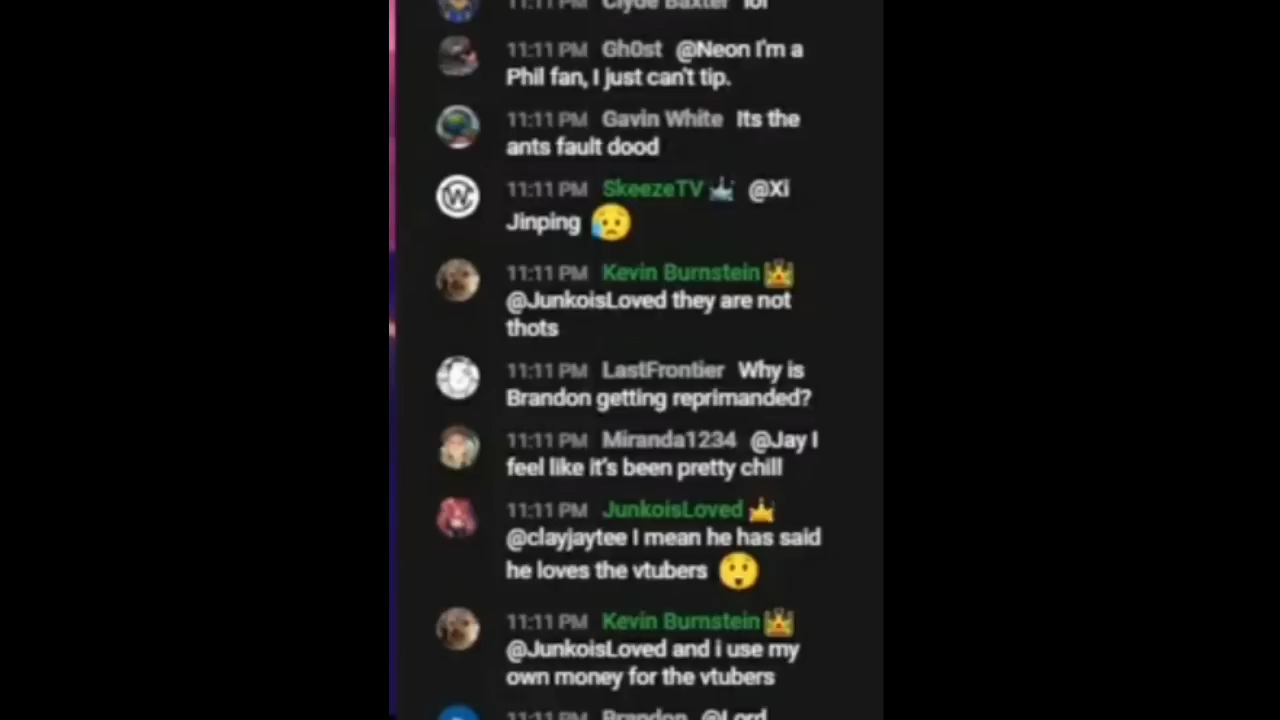 11:11 PM Clyde Baxter lol
11:11 PM Gh0st @Neon I'm a
Phil fan, I just can't tip.
11:11 PM Gavin White Its the
ants fault dood
11:11 PM SkeezeTV @Xi
Jinping 😥
11:11 PM Kevin Burnstein
@JunkoisLoved they are not
thots
11:11 PM LastFrontier Why is
Brandon getting reprimanded?
11:11 PM Miranda1234 @Jay I
feel like it's been pretty chill
11:11 PM JunkoisLoved
@clayjaytee I mean he has said
he loves the vtubers 😲
11:11 PM Kevin Burnstein
@JunkoisLoved and i use my
own money for the vtubers
11:11 PM Brandon @Lord